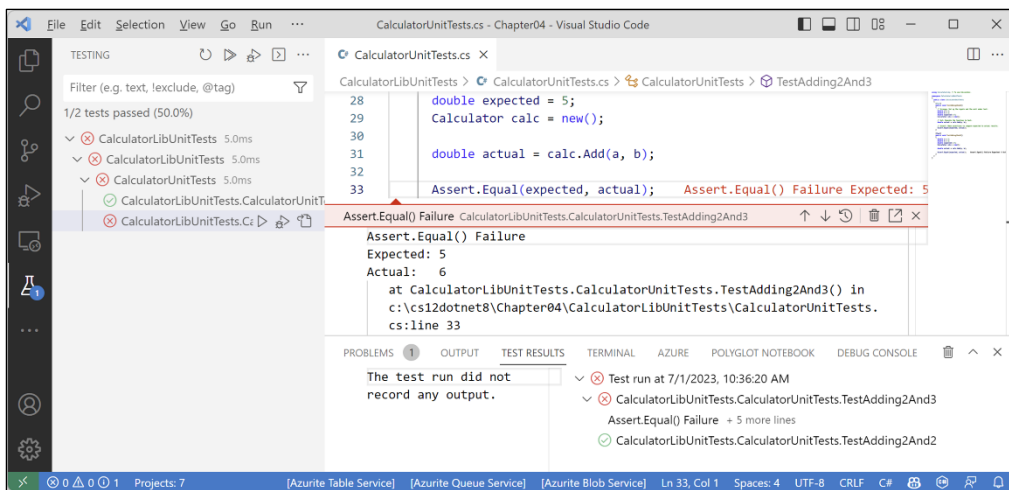 File Edit Selection View Go Run ··· CalculatorUnitTests.cs - Chapter04 - Visual Studio Code
TESTING
Filter (e.g. text, !exclude, @tag)
1/2 tests passed (50.0%)
CalculatorLibUnitTests 5.0ms
CalculatorLibUnitTests 5.0ms
CalculatorUnitTests 5.0ms
CalculatorLibUnitTests.CalculatorUnitT
CalculatorLibUnitTests.Ca
1
CalculatorUnitTests.cs
CalculatorLibUnitTests > CalculatorUnitTests.cs > CalculatorUnitTests > TestAdding2And3
28 double expected = 5;
29 Calculator calc = new();
30
31 double actual = calc.Add(a, b);
32
33 Assert.Equal(expected, actual); Assert.Equal() Failure Expected: 5
Assert.Equal() Failure CalculatorLibUnitTests.CalculatorUnitTests.TestAdding2And3
Assert.Equal() Failure
Expected: 5
Actual: 6
at CalculatorLibUnitTests.CalculatorUnitTests.TestAdding2And3() in
c:\cs12dotnet8\Chapter04\CalculatorLibUnitTests\CalculatorUnitTests.
cs:line 33
PROBLEMS 1 OUTPUT TEST RESULTS TERMINAL AZURE POLYGLOT NOTEBOOK DEBUG CONSOLE
The test run did not
record any output.
Test run at 7/1/2023, 10:36:20 AM
CalculatorLibUnitTests.CalculatorUnitTests.TestAdding2And3
Assert.Equal() Failure + 5 more lines
CalculatorLibUnitTests.CalculatorUnitTests.TestAdding2And2
0 0 1 Projects: 7 [Azurite Table Service] [Azurite Queue Service] [Azurite Blob Service] Ln 33, Col 1 Spaces: 4 UTF-8 CRLF C#